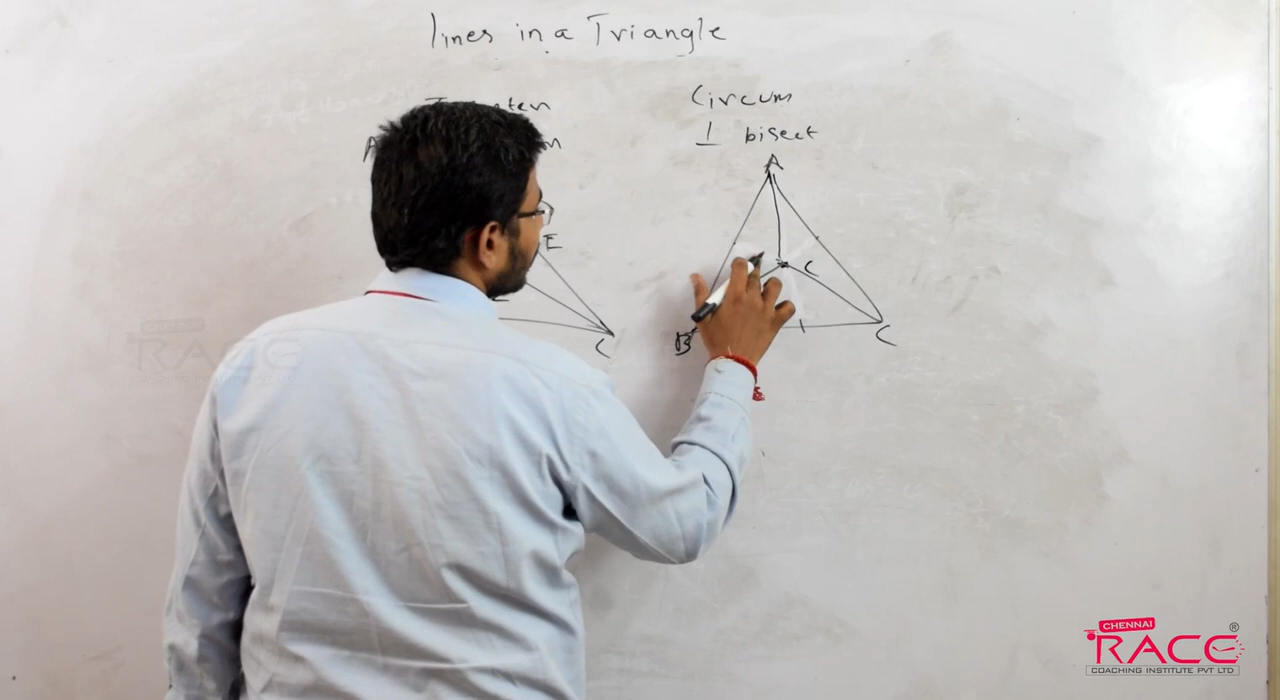 lines in a Triangle
Circum
⊥ bisect
A
E
C
A
C
B
C
CHENNAI
RACE ®
COACHING INSTITUTE PVT LTD